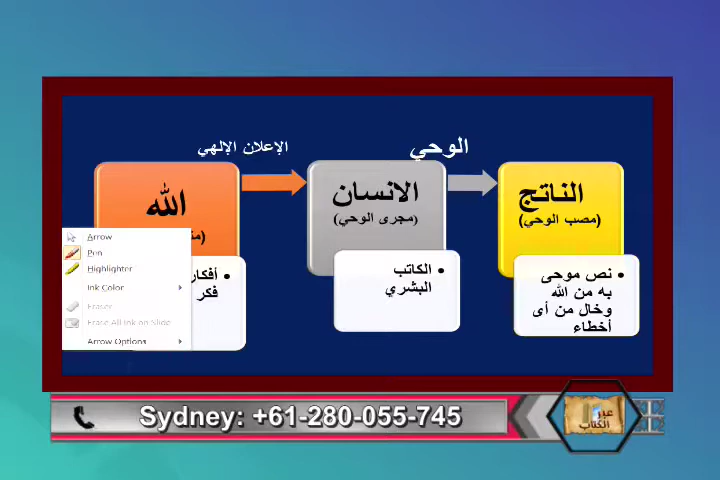 الإعلان الإلهي
الوحي
الله
الانسان
(مجرى الوحي)
الناتج
(مصب الوحي)
• أفكار
فكر
• الكاتب
البشري
• نص موحى
به من الله
وخال من أى
أخطاء
Arrow
Pen
Highlighter
Ink Color
Eraser
Erase All Ink on Slide
Arrow Options
Sydney: +61-280-055-745
عبر
الكتاب